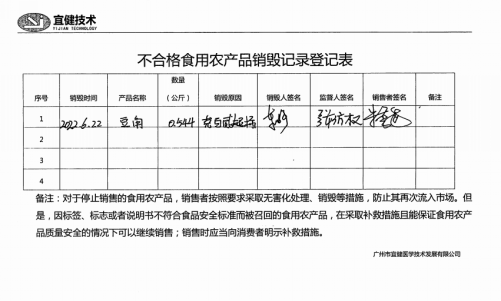 宜健技术
YIJIAN TECHNOLOGY
不合格食用农产品销毁记录登记表
序号 销毁时间 产品名称 数量（公斤） 销毁原因 销毁人签名 监督人签名 销售者签名 备注
1 2022.6.22 豆角 0.544
2
3
4
备注：对于停止销售的食用农产品，销售者按照要求采取无害化处理、销毁等措施，防止其再次流入市场。但
是，因标签、标志或者说明书不符合食品安全标准而被召回的食用农产品，在采取补救措施且能保证食用农产
品质量安全的情况下可以继续销售；销售时应当向消费者明示补救措施。
广州市宜健医学技术发展有限公司